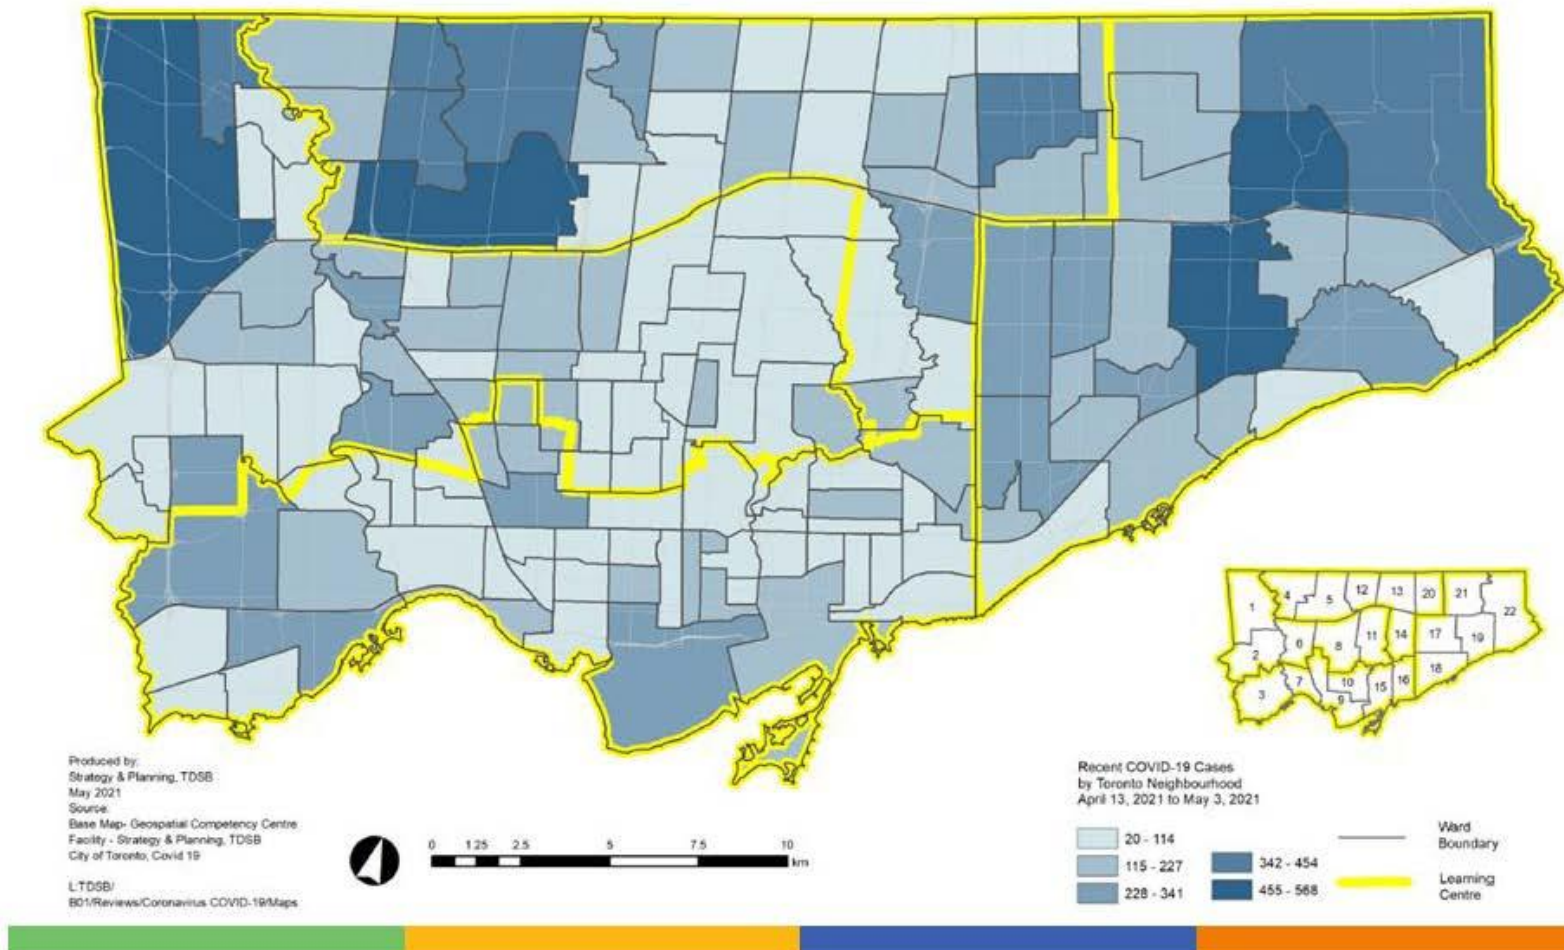 1
4
5
12
13
20
21
22
6
8
11
14
17
19
2
3
7
10
9
15
16
18
Produced by:
Strategy & Planning, TDSB
May 2021
Source:
Base Map- Geospatial Competency Centre
Facility - Strategy & Planning, TDSB
City of Toronto, Covid 19
L:TDSB/
B01/Reviews/Coronavirus COVID-19/Maps
0 1.25 2.5 5 7.5 10
km
Recent COVID-19 Cases
by Toronto Neighbourhood
April 13, 2021 to May 3, 2021
20 - 114
115 - 227
228 - 341
342 - 454
455 - 568
Ward
Boundary
Learning
Centre